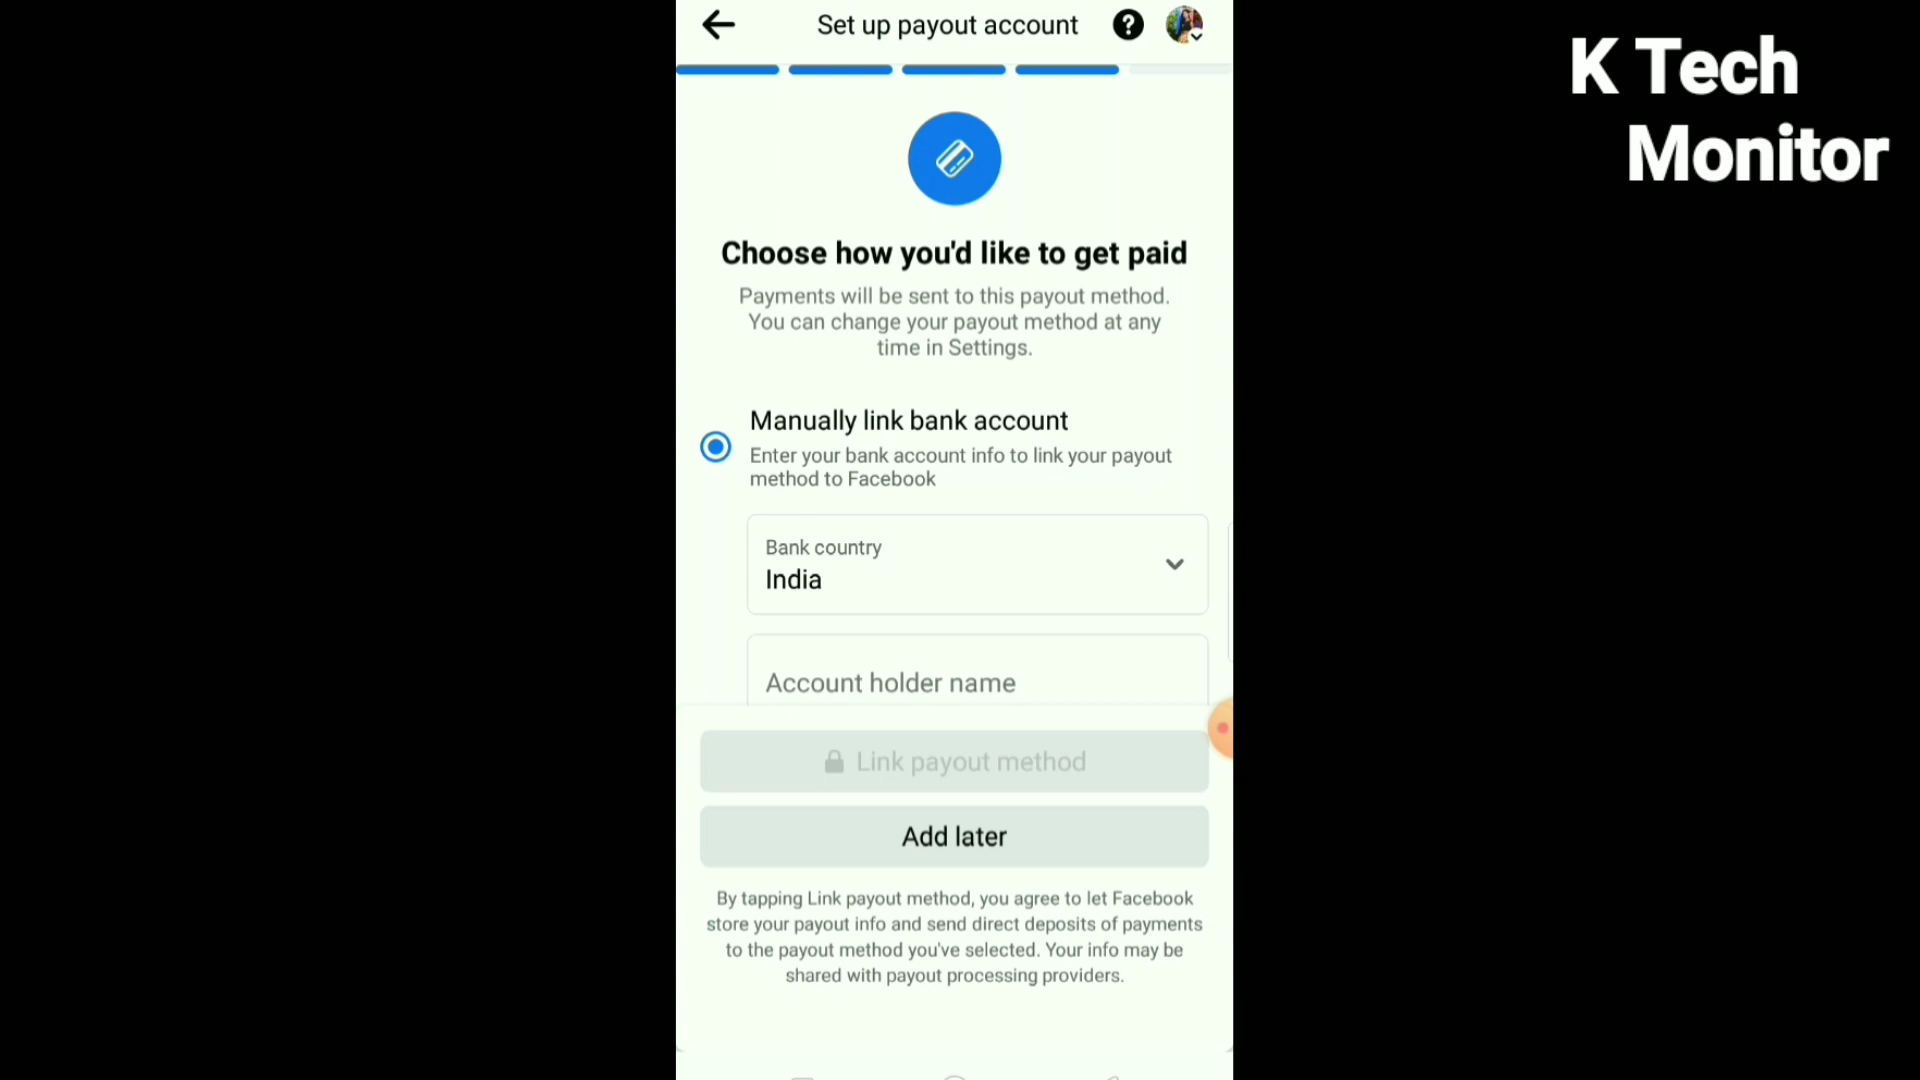 Set up payout account
K Tech
Monitor
Choose how you'd like to get paid
Payments will be sent to this payout method.
You can change your payout method at any
time in Settings.
Manually link bank account
Enter your bank account info to link your payout
method to Facebook
Bank country
India
Account holder name
Link payout method
Add later
By tapping Link payout method, you agree to let Facebook
store your payout info and send direct deposits of payments
to the payout method you've selected. Your info may be
shared with payout processing providers.